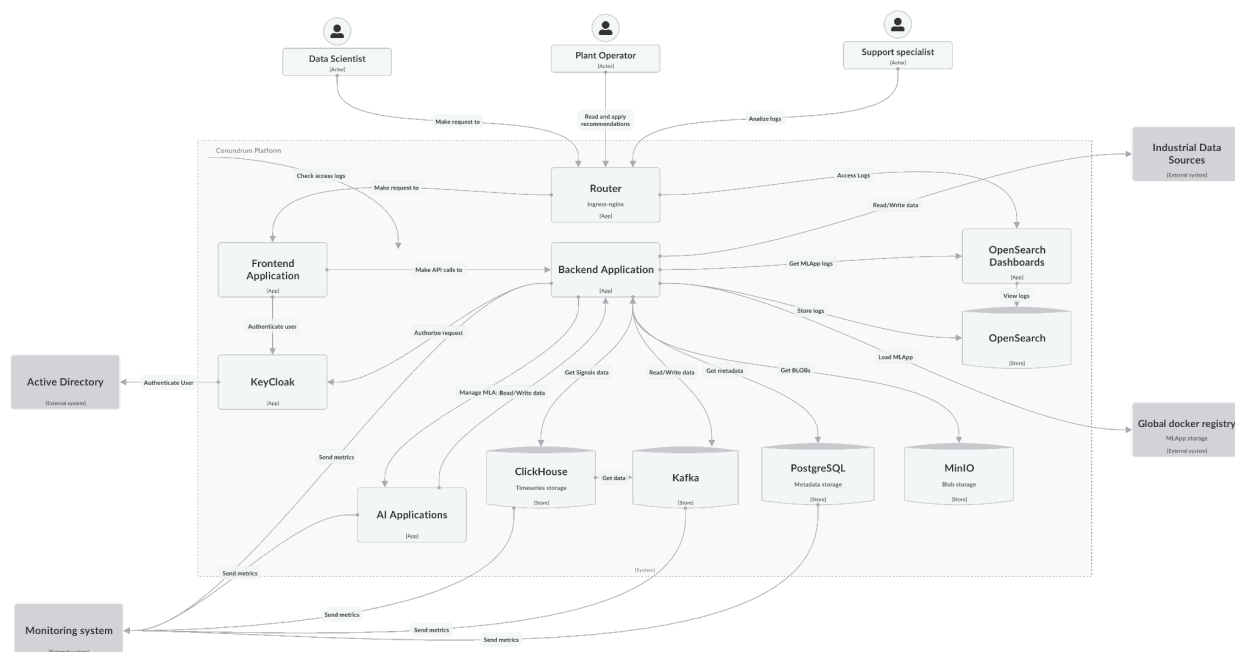 Data Scientist
[Actor]
Plant Operator
[Actor]
Support specialist
[Actor]
Make request to
Read and apply
recommendations
Analize logs
Conundrum Platform
Industrial Data
Sources
[External system]
Check access logs
Make request to
Router
Ingress-nginx
[App]
Access Logs
Read/Write data
Frontend
Application
[App]
Make API calls to
Backend Application
[App]
Get MLApp logs
OpenSearch
Dashboards
[App]
View logs
Store logs
Authenticate user
Authorize request
OpenSearch
[Store]
Load MLApp
Active Directory
[External system]
Authenticate User
KeyCloak
[App]
Get Signals data
Read/Write data
Get metadata
Get BLOBs
Manage MLA
Read/Write data
Global docker registry
MLApp storage
[External system]
Send metrics
ClickHouse
Timeseries storage
[Store]
Get data
Kafka
[Store]
PostgreSQL
Metadata storage
[Store]
MinIO
Blob storage
[Store]
AI Applications
[App]
Send metrics
[System]
Monitoring system
[External system]
Send metrics
Send metrics
Send metrics